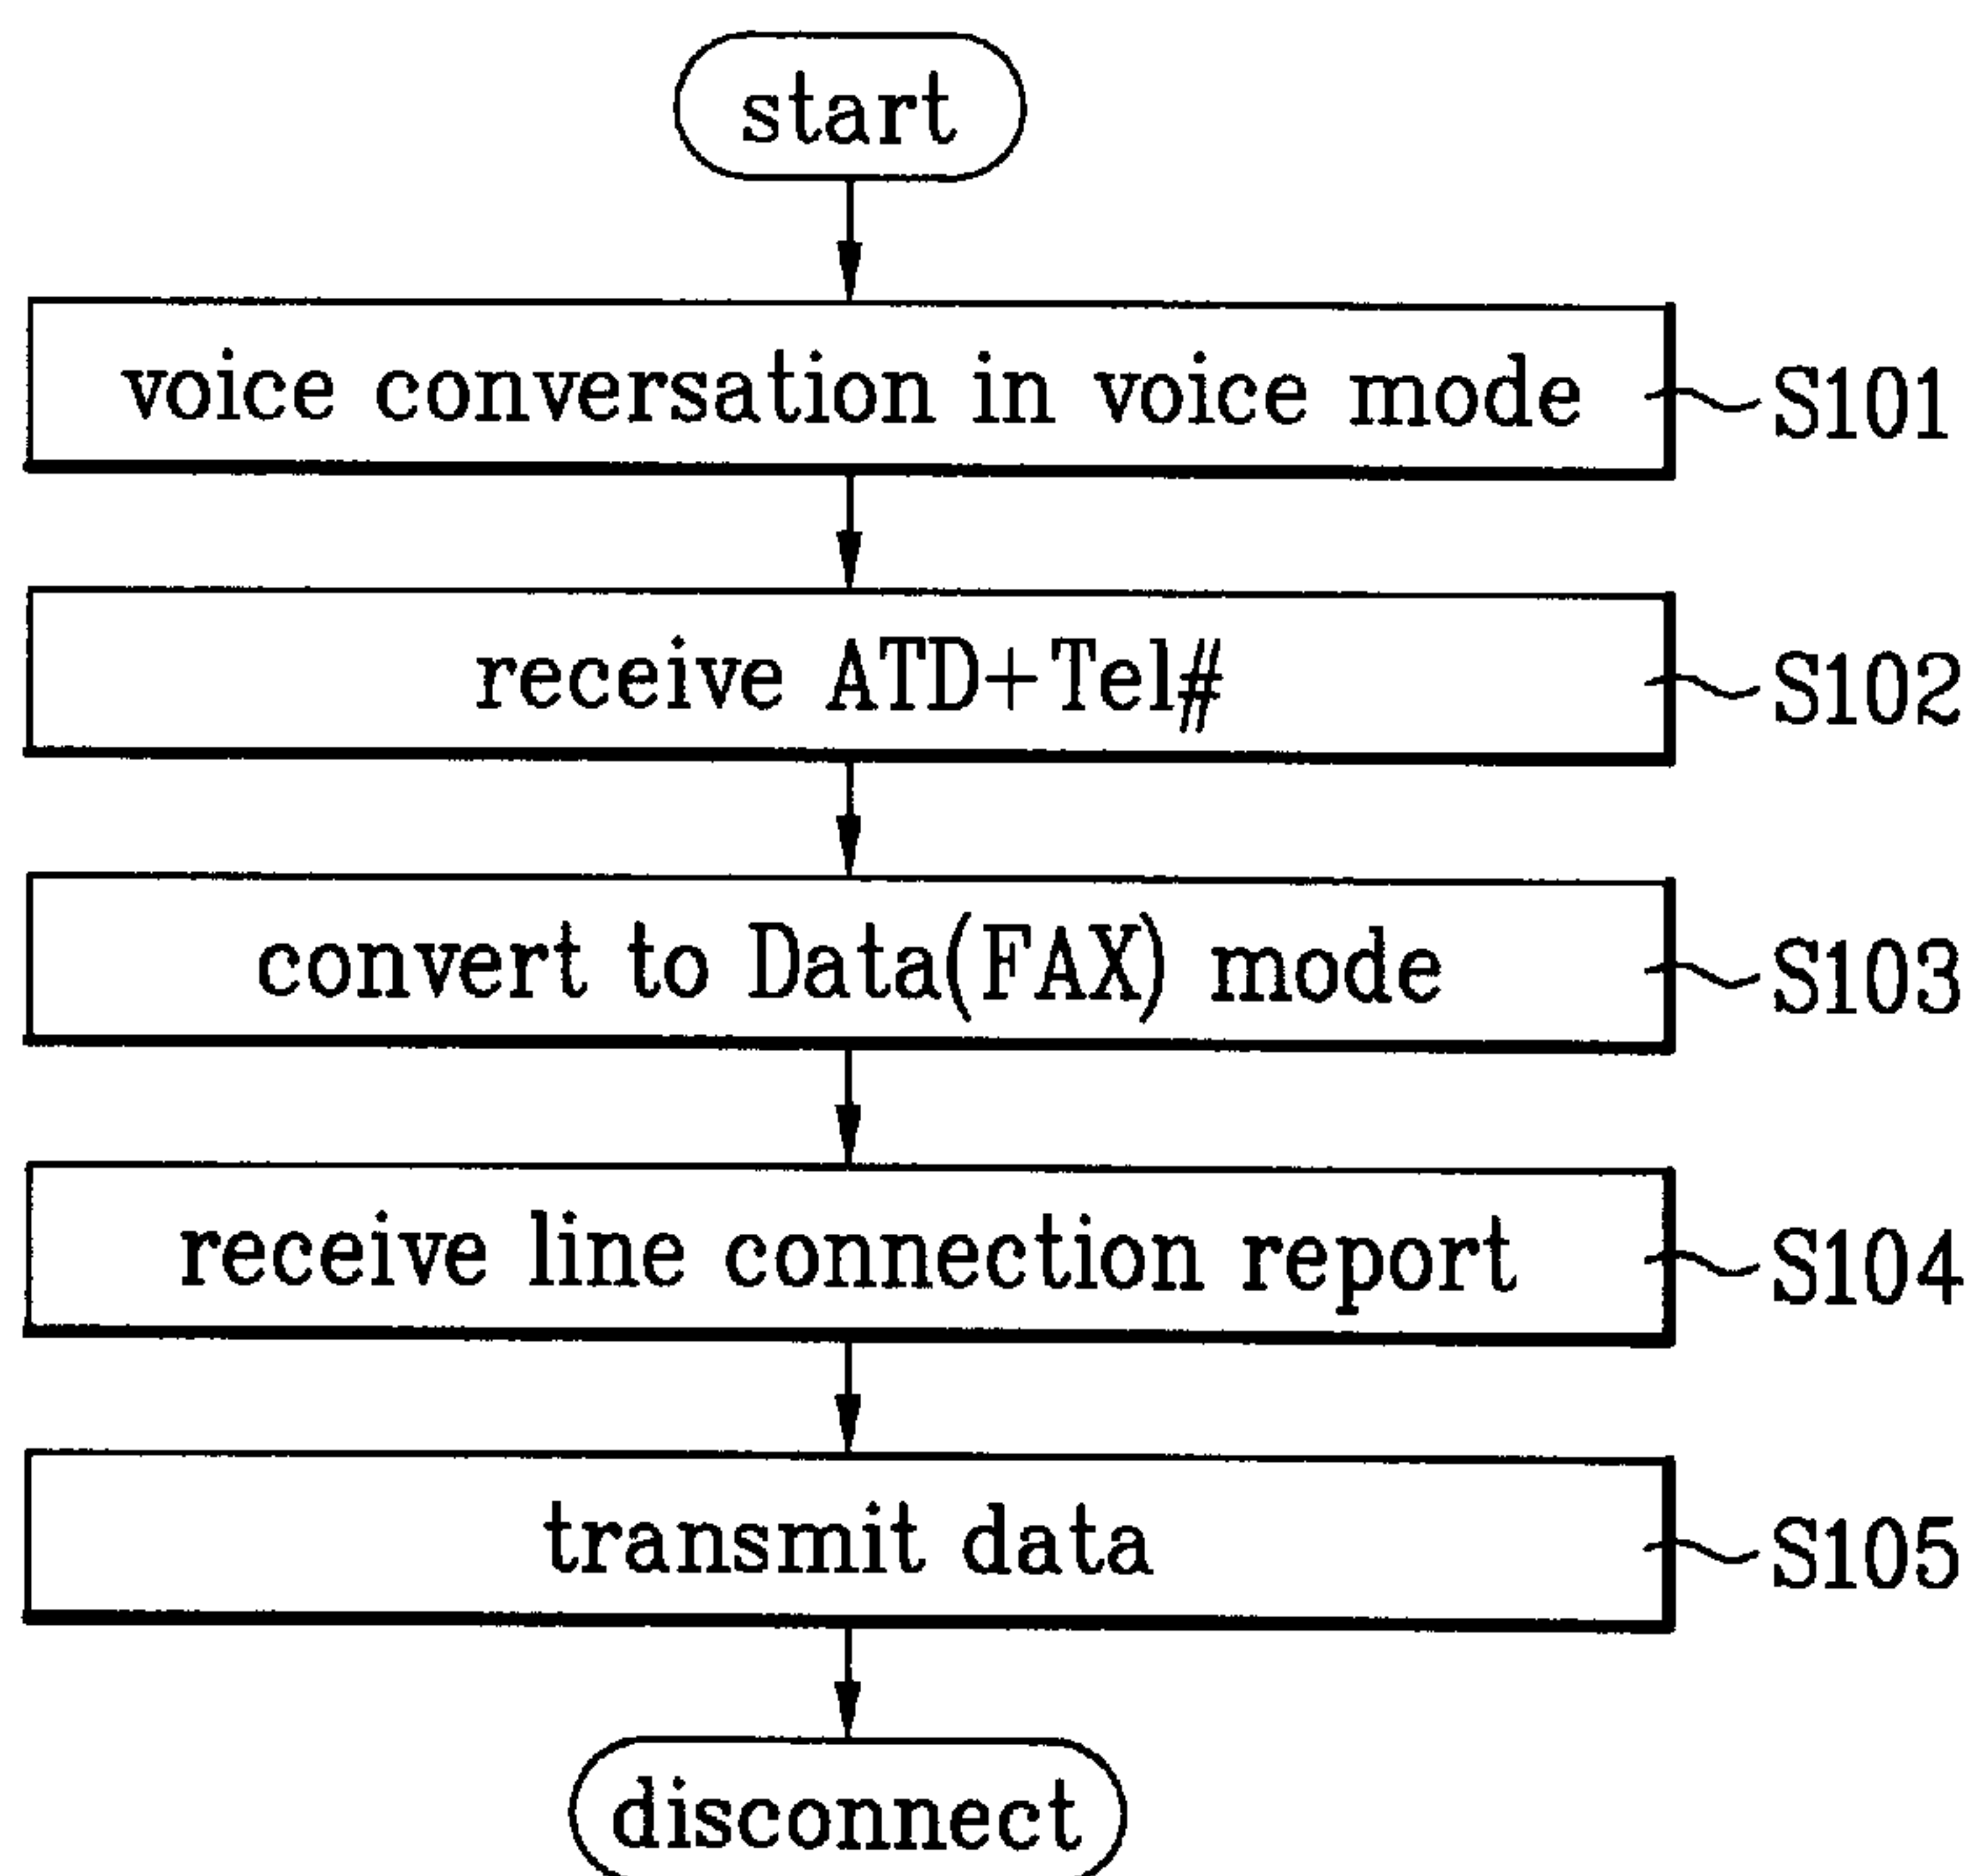 start
voice conversation in voice mode S101
receive ATD+Tel# S102
convert to Data(FAX) mode S103
receive line connection report S104
transmit data S105
disconnect